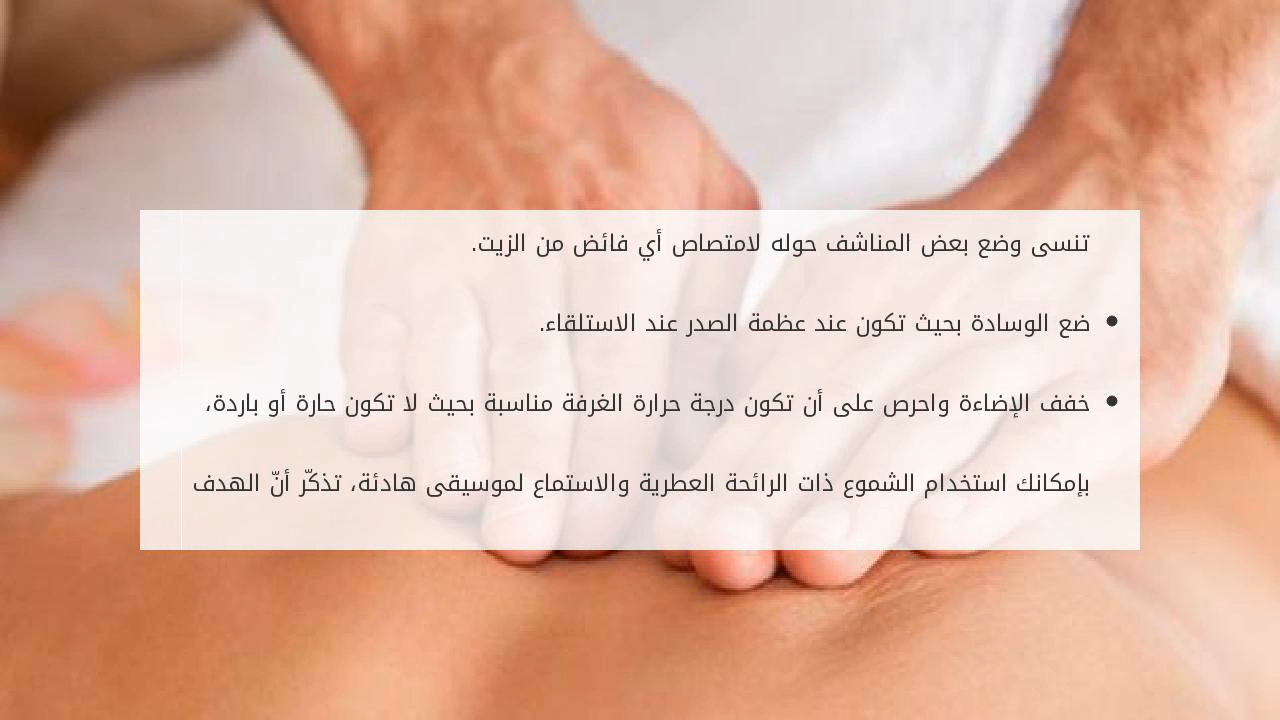 تنسى وضع بعض المناشف حوله لامتصاص أي فائض من الزيت.
• ضع الوسادة بحيث تكون عند عظمة الصدر عند الاستلقاء.
• خفف الإضاءة واحرص على أن تكون درجة حرارة الغرفة مناسبة بحيث لا تكون حارة أو باردة،
بإمكانك استخدام الشموع ذات الرائحة العطرية والاستماع لموسيقى هادئة، تذكّر أنّ الهدف